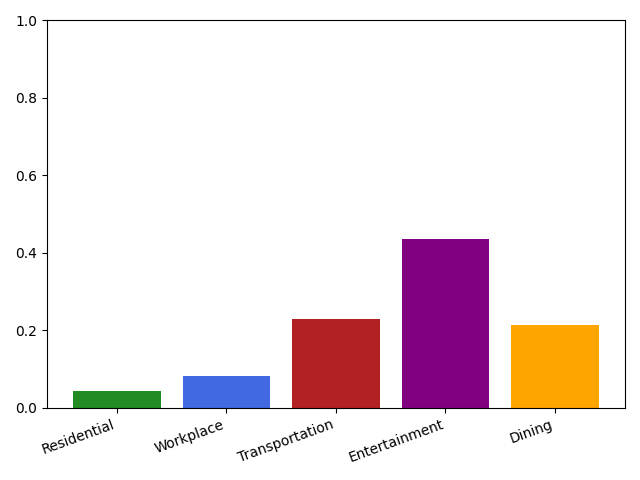 1.0
0.8
0.6
0.4
0.2
0.0
Residential
Workplace
Transportation
Entertainment
Dining